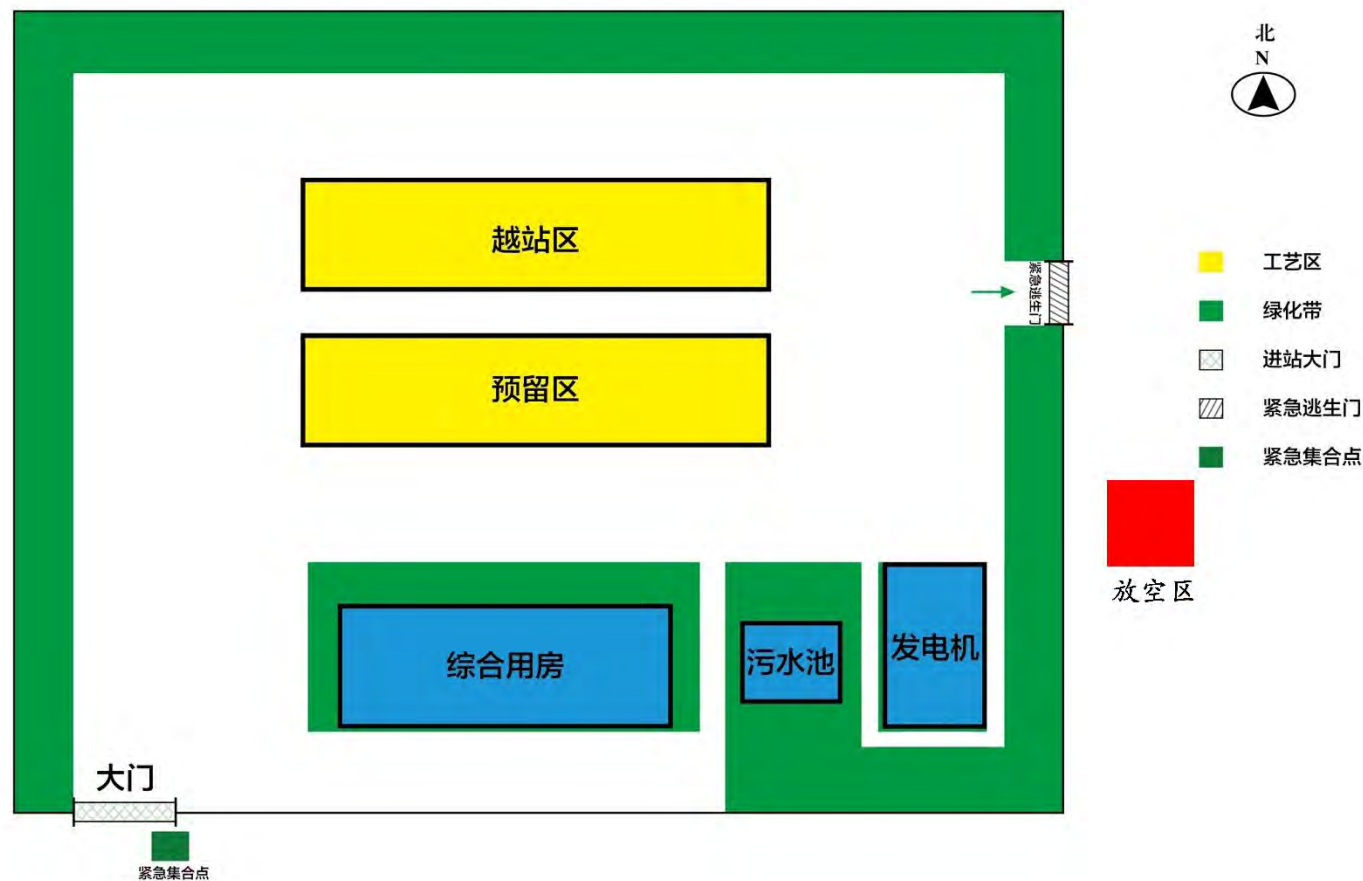 北
N
越站区
工艺区
紧急逃生门
绿化带
进站大门
预留区
紧急逃生门
紧急集合点
放空区
综合用房
污水池
发电机
大门
紧急集合点